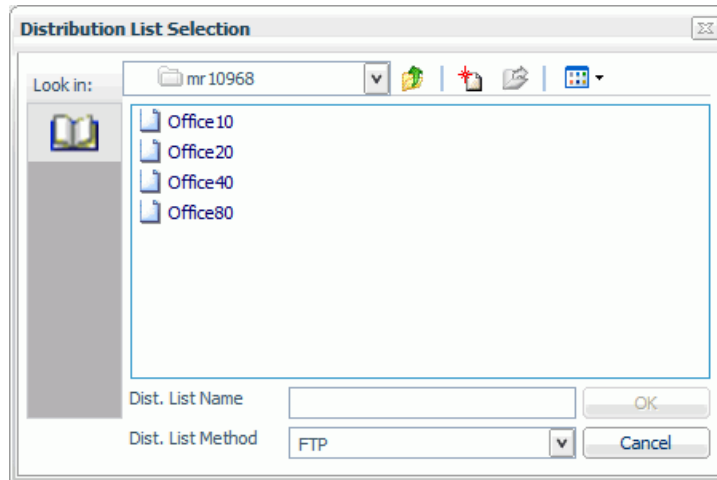 Distribution List Selection
Look in:
mr10968
Office10
Office20
Office40
Office80
Dist. List Name
OK
Dist. List Method
FTP
Cancel